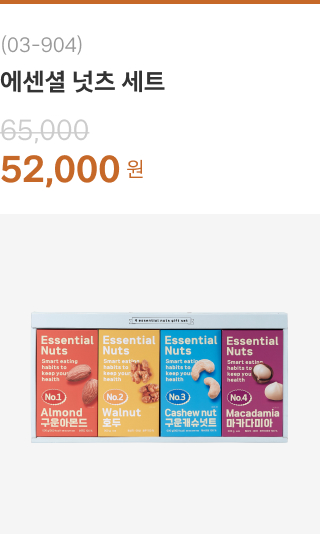 (03-904)
에센셜 넛츠 세트
65,000
52,000 원
4 essential nuts gift set
Essential
Nuts
Smart eating
habits to
keep your
health
No.1
Almond
구운아몬드
Essential
Nuts
Smart eating
habits to
keep your
health
No.2
Walnut
호두
Essential
Nuts
Smart eating
habits to
keep your
health
No.3
Cashew nut
구운캐슈넛트
Essential
Nuts
Smart eating
habits to
keep you
health
No.4
Macadamia
마카다미아